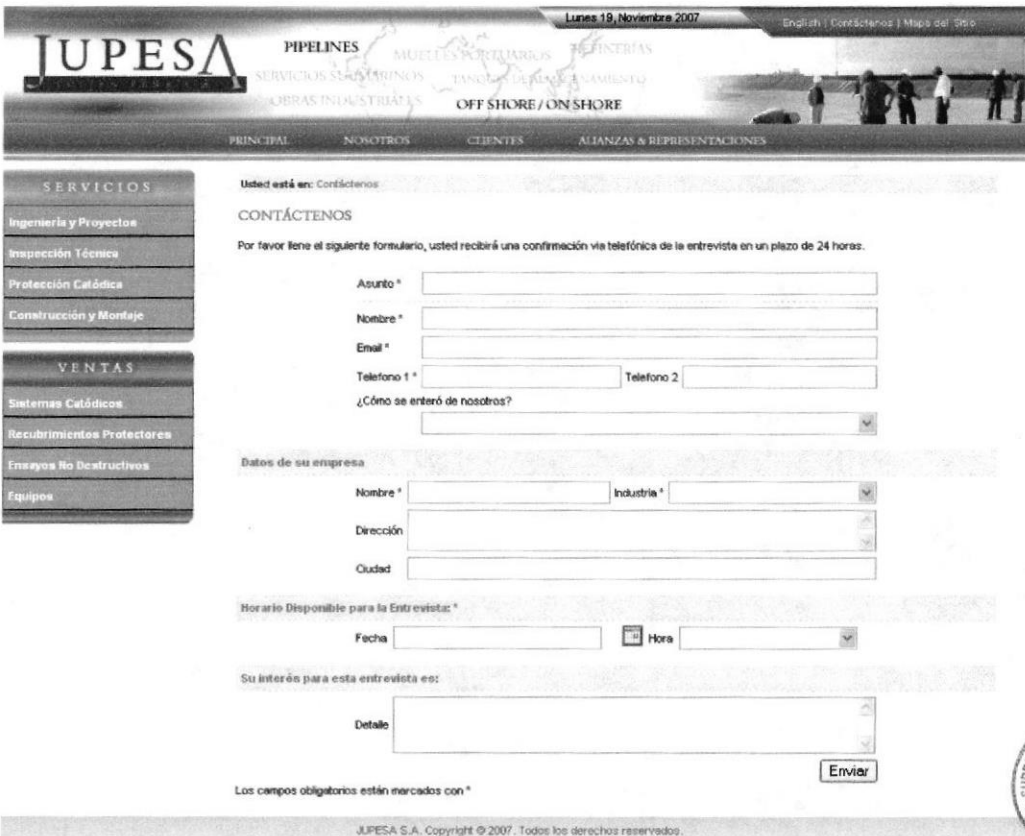 Lunes 19, Noviembre 2007
English | Contáctenos | Mapa del Sitio
JUPESA
PIPELINES
MUELLES PORTUARIOS
REFINERÍAS
SERVICIOS SUBMARINOS
TANQUES DE ALMACENAMIENTO
OBRAS INDUSTRIALES
OFF SHORE / ON SHORE
PRINCIPAL NOSOTROS CLIENTES ALIANZAS & REPRESENTACIONES
SERVICIOS
Ingeniería y Proyectos
Inspección Técnica
Protección Catódica
Construcción y Montaje
VENTAS
Sistemas Catódicos
Recubrimientos Protectores
Ensayos No Destructivos
Equipos
Usted está en: Contáctenos
CONTÁCTENOS
Por favor llene el siguiente formulario, usted recibirá una confirmación via telefónica de la entrevista en un plazo de 24 horas.
Asunto *
Nombre *
Email *
Telefono 1 * Telefono 2
¿Cómo se enteró de nosotros?
Datos de su empresa
Nombre * Industria *
Dirección
Ciudad
Horario Disponible para la Entrevista: *
Fecha Hora
Su interés para esta entrevista es:
Detalle
Enviar
Los campos obligatorios están marcados con *
JUPESA S.A. Copyright © 2007. Todos los derechos reservados.